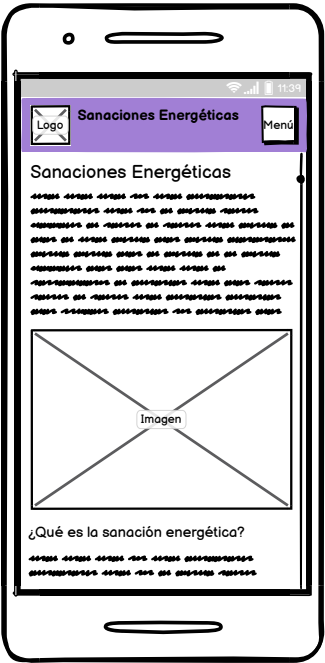 11:39
Logo
Sanaciones Energéticas
Menú
Sanaciones Energéticas
Imagen
¿Qué es la sanación energética?